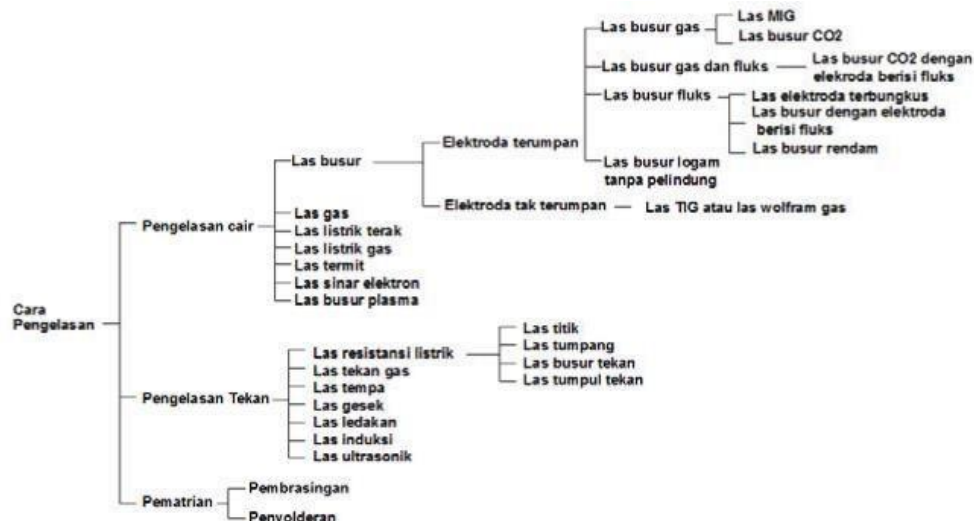 Las busur gas
Las MIG
Las busur CO2
Las busur gas dan fluks
Las busur CO2 dengan
elekroda berisi fluks
Las busur fluks
Las elektroda terbungkus
Las busur dengan elektroda
berisi fluks
Las busur rendam
Las busur
Elektroda terumpan
Las busur logam
tanpa pelindung
Elektroda tak terumpan
Las TIG atau las wolfram gas
Pengelasan cair
Las gas
Las listrik terak
Las listrik gas
Las termit
Las sinar elektron
Las busur plasma
Cara
Pengelasan
Las resistansi listrik
Las titik
Las tumpang
Las busur tekan
Las tumpul tekan
Las tekan gas
Las tempa
Pengelasan Tekan
Las gesek
Las ledakan
Las induksi
Las ultrasonik
Pematrian
Pembrasingan
Penyolderan